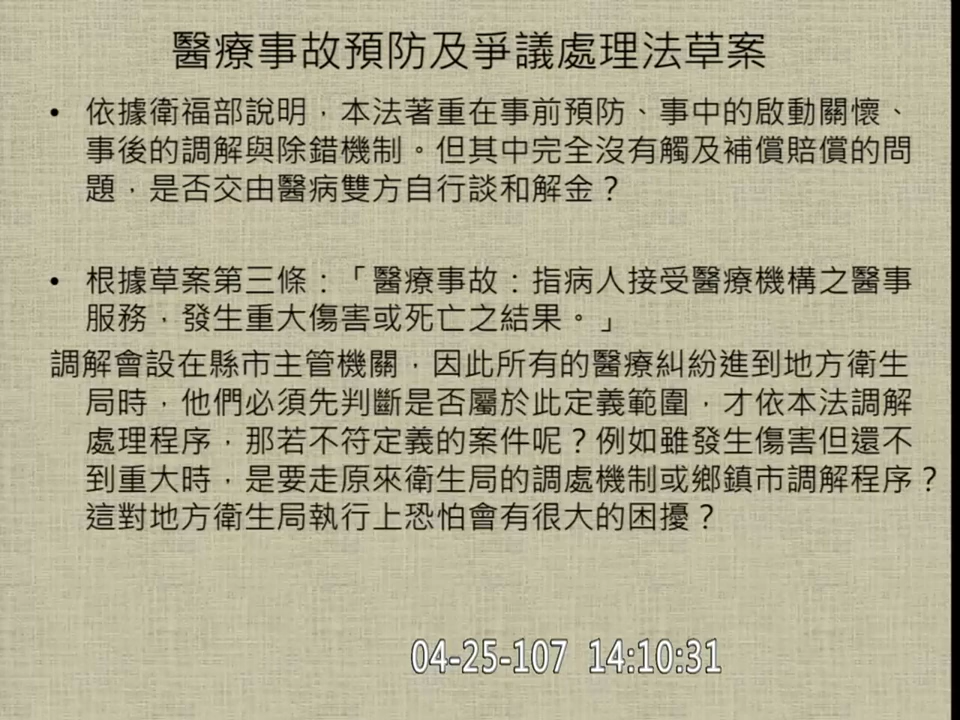 醫療事故預防及爭議處理法草案
• 依據衛福部說明，本法著重在事前預防、事中的啟動關懷、
事後的調解與除錯機制。但其中完全沒有觸及補償賠償的問
題，是否交由醫病雙方自行談和解金？
• 根據草案第三條：「醫療事故：指病人接受醫療機構之醫事
服務，發生重大傷害或死亡之結果。」
調解會設在縣市主管機關，因此所有的醫療糾紛進到地方衛生
局時，他們必須先判斷是否屬於此定義範圍，才依本法調解
處理程序，那若不符定義的案件呢？例如雖發生傷害但還不
到重大時，是要走原來衛生局的調處機制或鄉鎮市調解程序？
這對地方衛生局執行上恐怕會有很大的困擾？
04-25-107 14:10:31